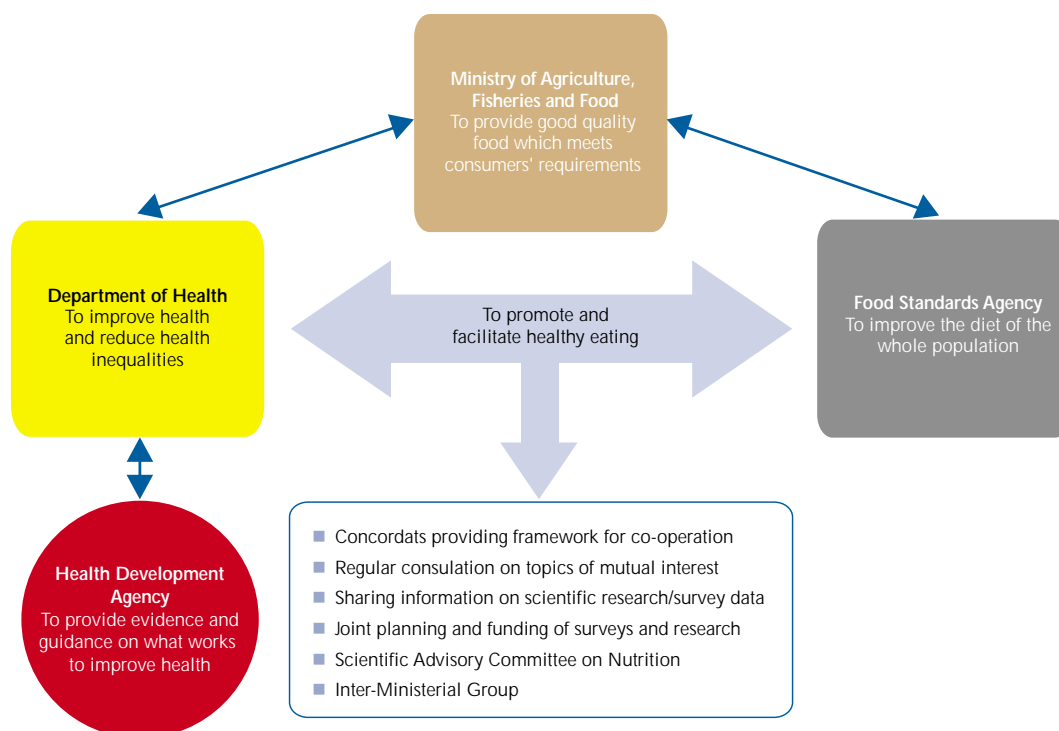 Ministry of Agriculture,
Fisheries and Food
To provide good quality
food which meets
consumers' requirements
Department of Health
To improve health
and reduce health
inequalities
To promote and
facilitate healthy eating
Food Standards Agency
To improve the diet of the
whole population
Health Development
Agency
To provide evidence and
guidance on what works
to improve health
Concordats providing framework for co-operation
Regular consulation on topics of mutual interest
Sharing information on scientific research/survey data
Joint planning and funding of surveys and research
Scientific Advisory Committee on Nutrition
Inter-Ministerial Group